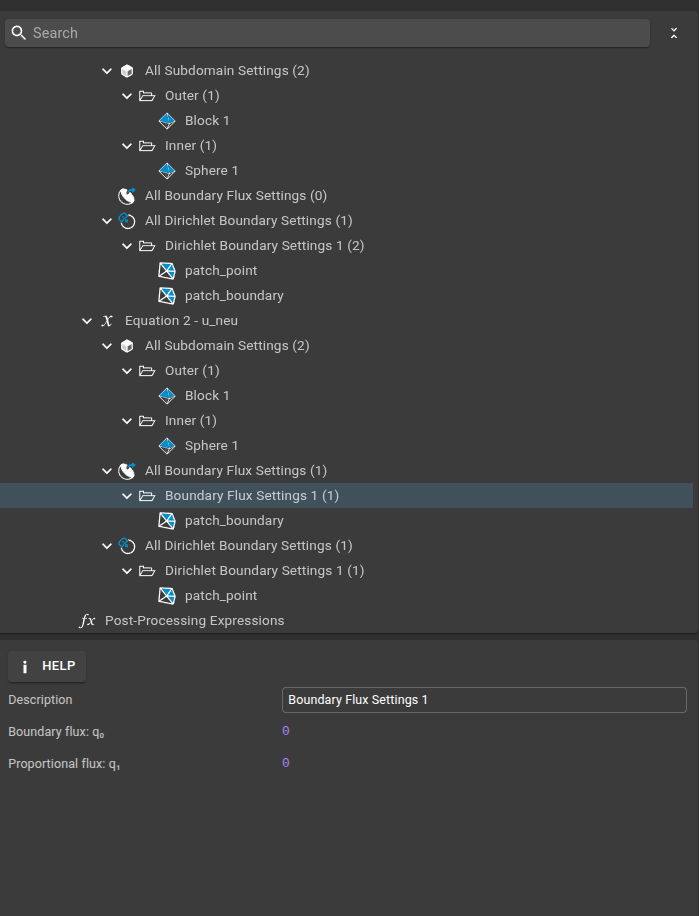 Search
All Subdomain Settings (2)
Outer (1)
Block 1
Inner (1)
Sphere 1
All Boundary Flux Settings (0)
All Dirichlet Boundary Settings (1)
Dirichlet Boundary Settings 1 (2)
patch_point
patch_boundary
x Equation 2 - u_neu
All Subdomain Settings (2)
Outer (1)
Block 1
Inner (1)
Sphere 1
All Boundary Flux Settings (1)
Boundary Flux Settings 1 (1)
patch_boundary
All Dirichlet Boundary Settings (1)
Dirichlet Boundary Settings 1 (1)
patch_point
fx Post-Processing Expressions
i HELP
Description Boundary Flux Settings 1
Boundary flux: q₀ 0
Proportional flux: q₁ 0